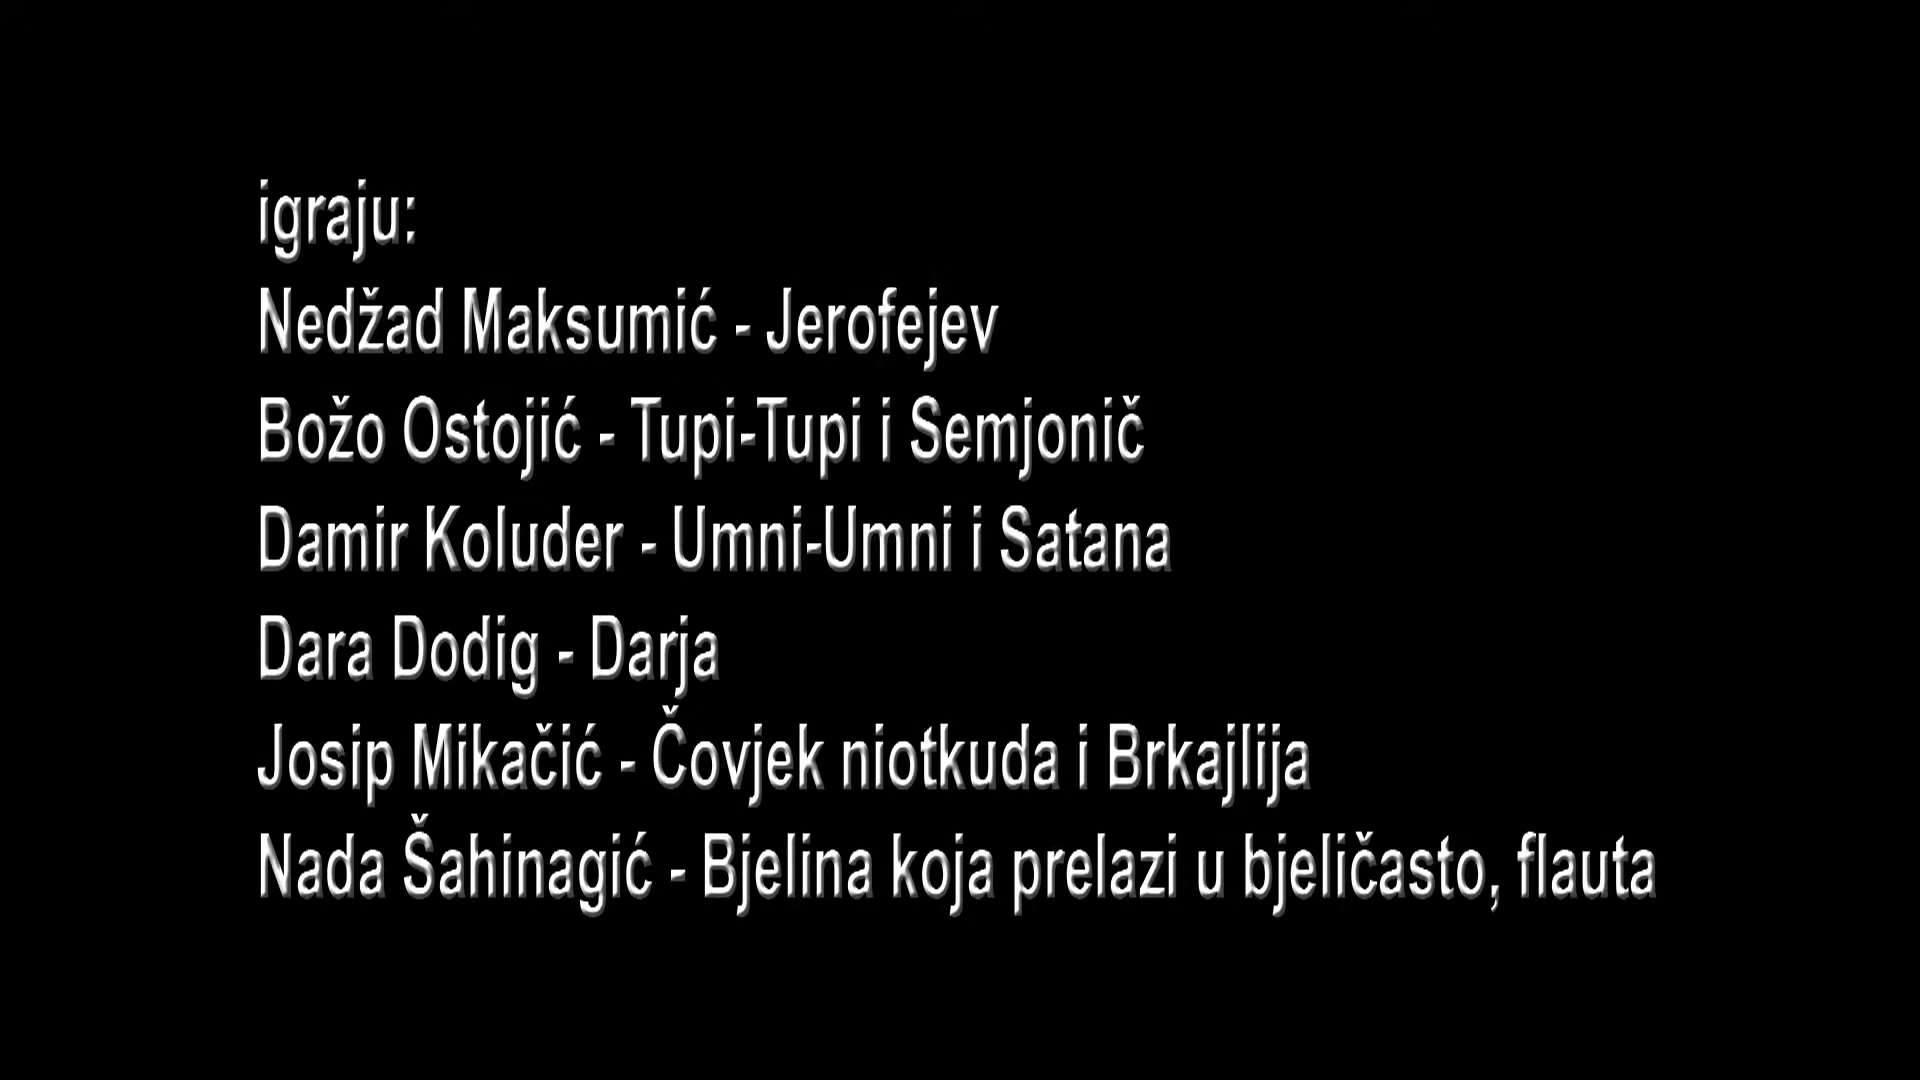 igraju:
Nedžad Maksumić - Jerofejev
Božo Ostojić - Tupi-Tupi i Semjonič
Damir Koluder - Umni-Umni i Satana
Dara Dodig - Darja
Josip Mikačić - Čovjek niotkuda i Brkajlija
Nada Šahinagić - Bjelina koja prelazi u bjeličasto, flauta